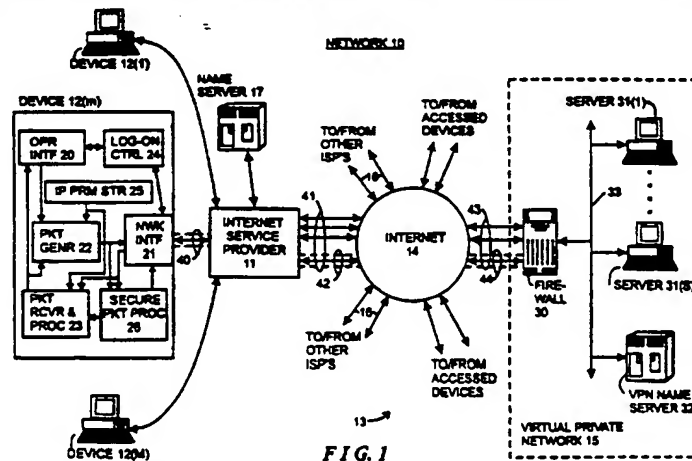 NETWORK 10
DEVICE 12(1)
NAME
SERVER 17
DEVICE 12(m)
OPR
INTF 20
LOG-ON
CTRL 24
IP PRM STR 25
PKT
GENR 22
NWK
INTF
21
PKT
RCVR &
PROC 23
SECURE
PKT PROC
26
40
INTERNET
SERVICE
PROVIDER
11
41
42
TO/FROM
OTHER
ISP'S
16
TO/FROM
ACCESSED
DEVICES
INTERNET
14
16
TO/FROM
OTHER
ISP'S
TO/FROM
ACCESSED
DEVICES
43
44
FIRE-
WALL
30
SERVER 31(1)
33
SERVER 31(S)
VPN NAME
SERVER 32
VIRTUAL PRIVATE
NETWORK 15
DEVICE 12(M)
13
FIG. 1